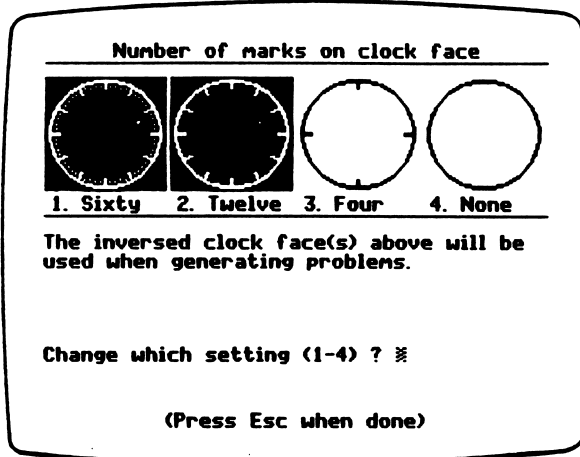 Number of marks on clock face
1. Sixty 2. Twelve 3. Four 4. None
The inversed clock face(s) above will be
used when generating problems.
Change which setting (1-4) ?
(Press Esc when done)